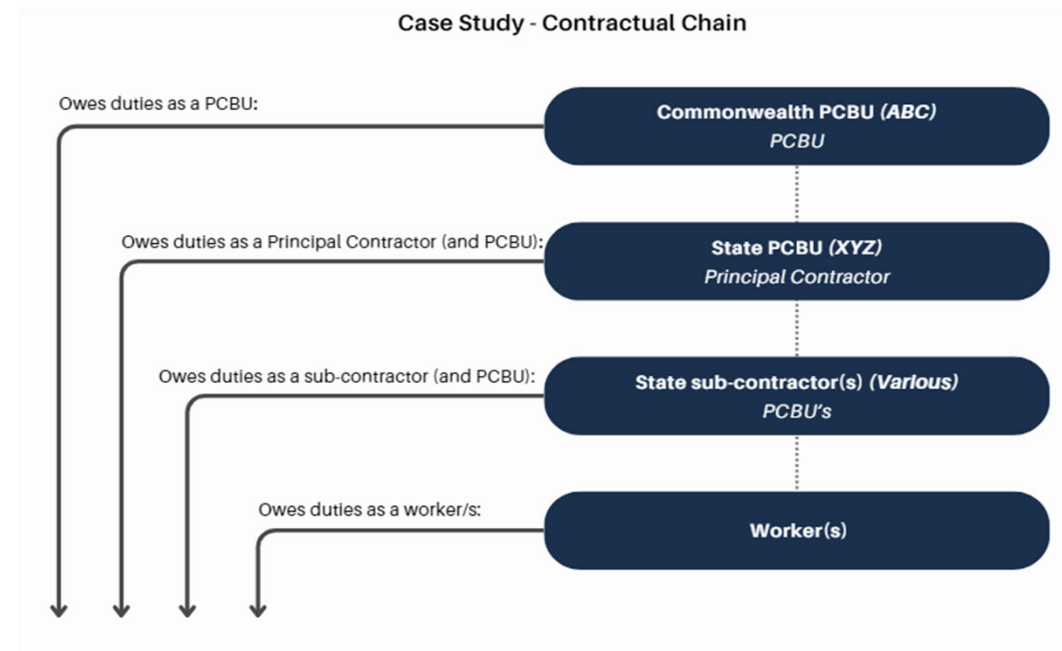 Case Study - Contractual Chain
Owes duties as a PCBU:
Commonwealth PCBU (ABC)
PCBU
Owes duties as a Principal Contractor (and PCBU):
State PCBU (XYZ)
Principal Contractor
Owes duties as a sub-contractor (and PCBU):
State sub-contractor(s) (Various)
PCBU's
Owes duties as a worker/s:
Worker(s)